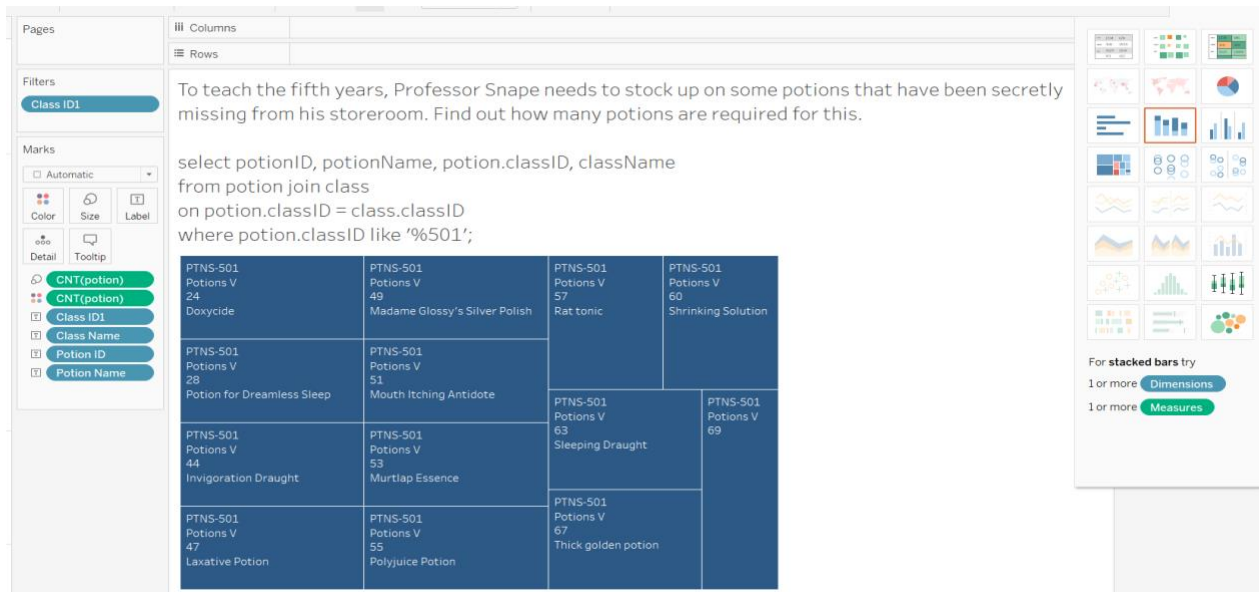 Pages
Columns
Rows
Filters
Class ID1
Marks
Automatic
Color
Size
Label
Detail
Tooltip
CNT(potion)
CNT(potion)
Class ID1
Class Name
Potion ID
Potion Name
To teach the fifth years, Professor Snape needs to stock up on some potions that have been secretly
missing from his storeroom. Find out how many potions are required for this.
select potionID, potionName, potion.classID, className
from potion join class
on potion.classID = class.classID
where potion.classID like '%501';
PTNS-501
Potions V
24
Doxycide
PTNS-501
Potions V
28
Potion for Dreamless Sleep
PTNS-501
Potions V
44
Invigoration Draught
PTNS-501
Potions V
47
Laxative Potion
PTNS-501
Potions V
49
Madame Glossy's Silver Polish
PTNS-501
Potions V
51
Mouth Itching Antidote
PTNS-501
Potions V
53
Murtlap Essence
PTNS-501
Potions V
55
Polyjuice Potion
PTNS-501
Potions V
57
Rat tonic
PTNS-501
Potions V
60
Shrinking Solution
PTNS-501
Potions V
63
Sleeping Draught
PTNS-501
Potions V
67
Thick golden potion
PTNS-501
Potions V
69
For stacked bars try
1 or more Dimensions
1 or more Measures